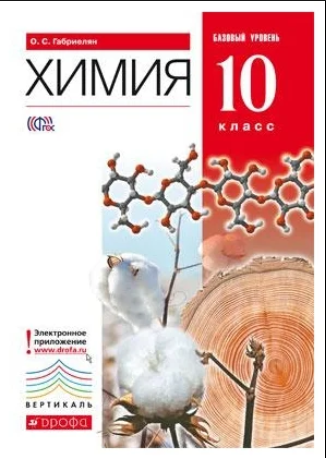 О. С. Габриелян
ХИМИЯ
БАЗОВЫЙ УРОВЕНЬ
10
класс
ФГОС
! Электронное
приложение
www.drofa.ru
ВЕРТИКАЛЬ
дрофа